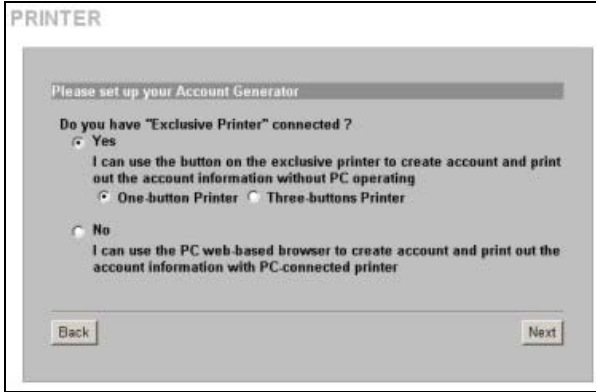 PRINTER
Please set up your Account Generator
Do you have "Exclusive Printer" connected ?
Yes
I can use the button on the exclusive printer to create account and print
out the account information without PC operating
One-button Printer Three-buttons Printer
No
I can use the PC web-based browser to create account and print out the
account information with PC-connected printer
Back Next